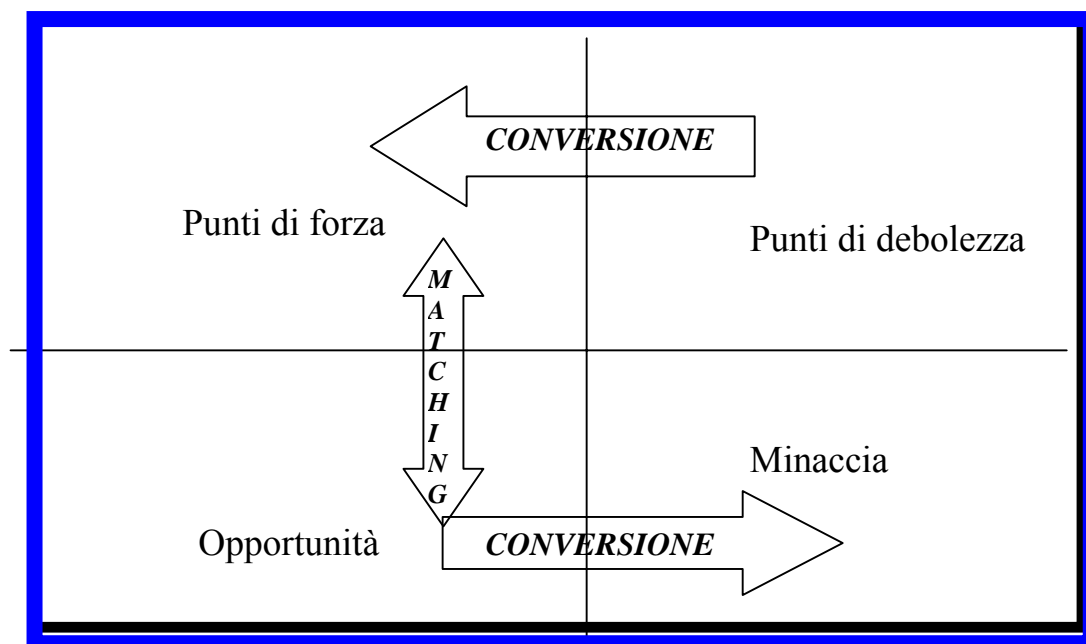 CONVERSIONE
Punti di forza
Punti di debolezza
MATCHING
Minaccia
Opportunità
CONVERSIONE